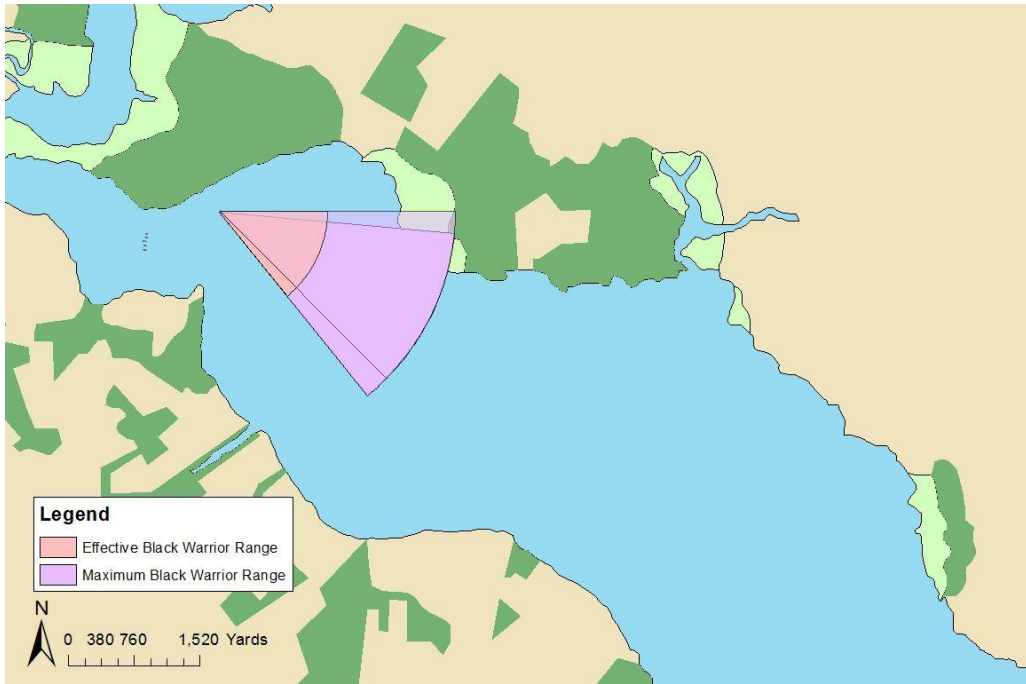 Legend
Effective Black Warrior Range
Maximum Black Warrior Range
N
0 380 760 1,520 Yards